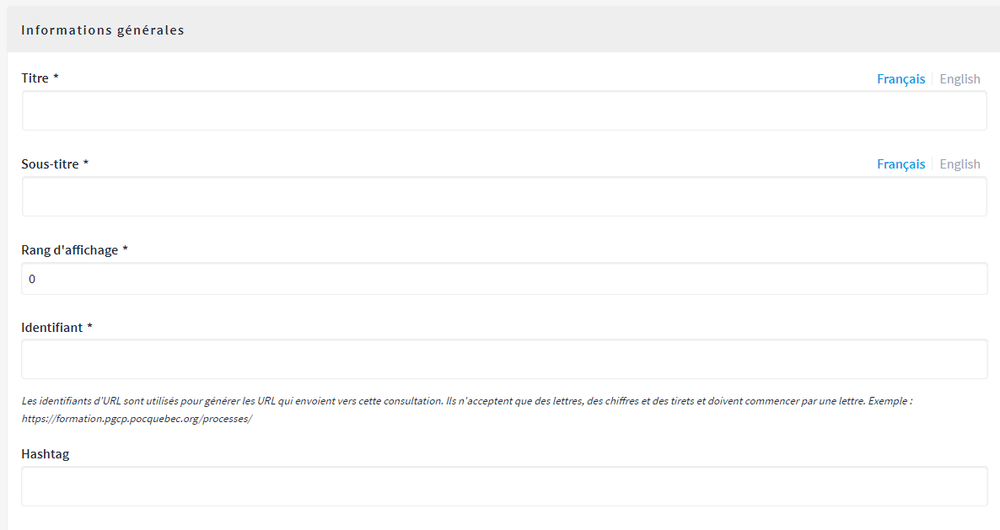 Informations générales
Titre *
Français English
Sous-titre *
Français English
Rang d'affichage *
0
Identifiant *
Les identifiants d'URL sont utilisés pour générer les URL qui envoient vers cette consultation. Ils n'acceptent que des lettres, des chiffres et des tirets et doivent commencer par une lettre. Exemple :
https://formation.pgcp.pocquebec.org/processes/
Hashtag